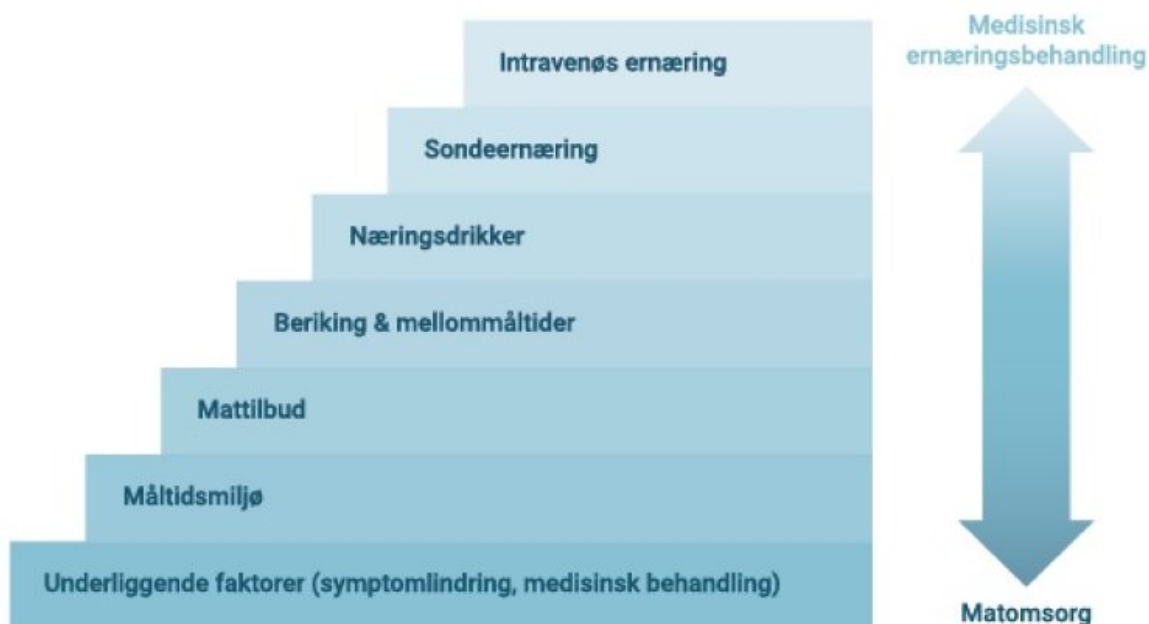 Medisinsk
ernæringsbehandling
Intravenøs ernæring
Sondeernæring
Næringsdrikker
Beriking & mellommåltider
Mattilbud
Måltidsmiljø
Underliggende faktorer (symptomlindring, medisinsk behandling)
Matomsorg